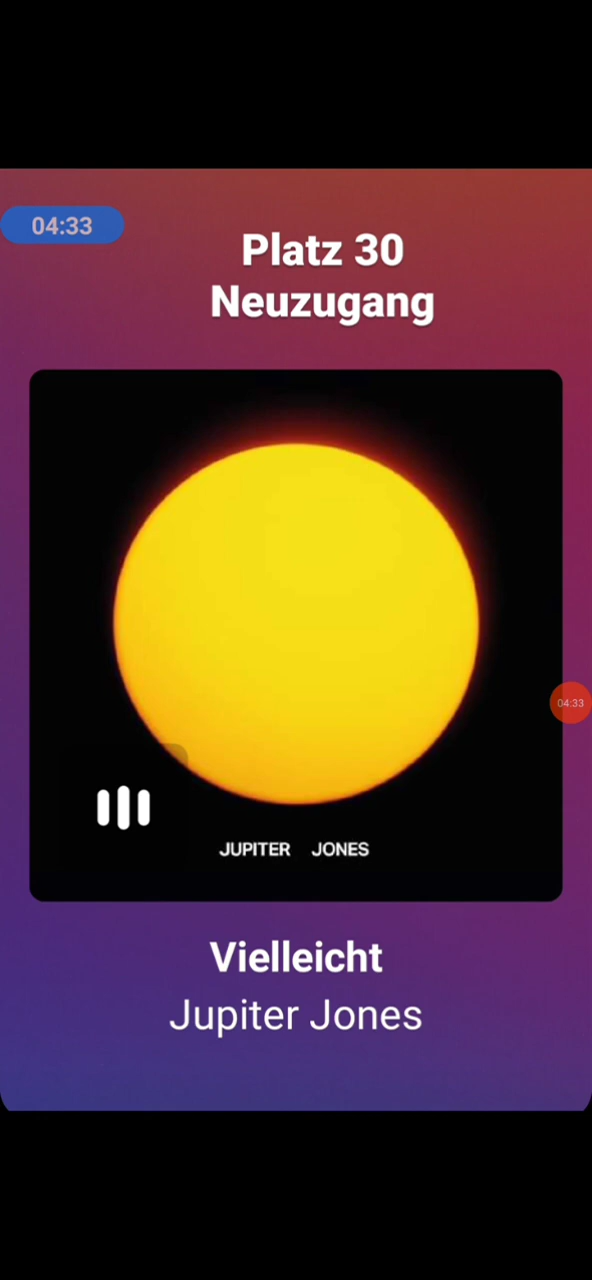 04:33
Platz 30
Neuzugang
04:33
JUPITER JONES
Vielleicht
Jupiter Jones